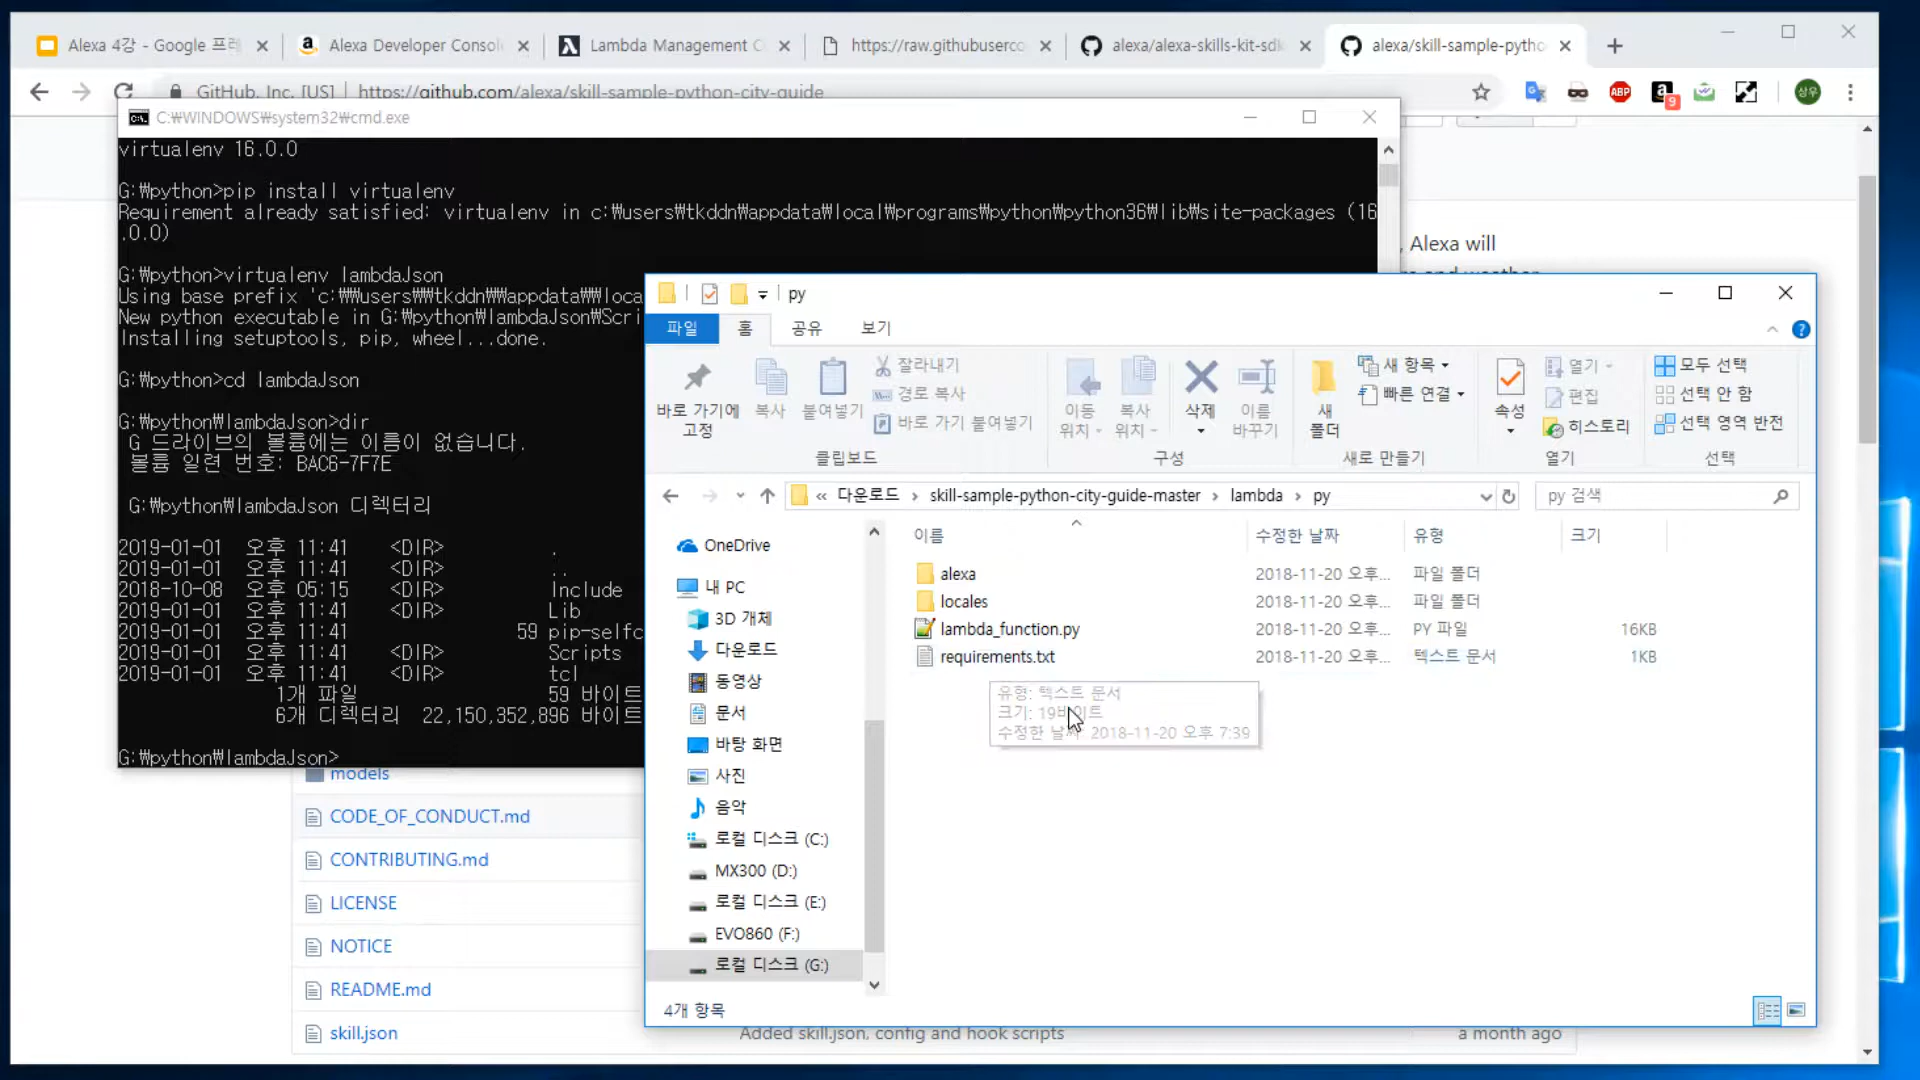 Alexa 4강 - Google 프레
Alexa Developer Consol
Lambda Management C
https://raw.githubuserco
alexa/alexa-skills-kit-sdk
alexa/skill-sample-pytho
GitHub, Inc. [US]
https://github.com/alexa/skill-sample-python-city-guide
ABP
9
상우
C:₩WINDOWS₩system32₩cmd.exe
virtualenv 16.0.0
G:₩python>pip install virtualenv
Requirement already satisfied: virtualenv in c:₩users₩tkddn₩appdata₩local₩programs₩python₩python36₩lib₩site-packages (16
.0.0)
G:₩python>virtualenv lambdaJson
Using base prefix 'c:₩₩users₩₩tkddn₩₩appdata₩₩loca
New python executable in G:₩python₩lambdaJson₩Scri
Installing setuptools, pip, wheel...done.
G:₩python>cd lambdaJson
G:₩python₩lambdaJson>dir
G 드라이브의 볼륨에는 이름이 없습니다.
볼륨 일련 번호: BAC6-7F7E
G:₩python₩lambdaJson 디렉터리
2019-01-01 오후 11:41 <DIR> .
2019-01-01 오후 11:41 <DIR> ..
2018-10-08 오후 05:15 <DIR> Include
2019-01-01 오후 11:41 <DIR> Lib
2019-01-01 오후 11:41 59 pip-selfc
2019-01-01 오후 11:41 <DIR> Scripts
2019-01-01 오후 11:41 <DIR> tcl
1개 파일 59 바이트
6개 디렉터리 22,150,352,896 바이트
G:₩python₩lambdaJson>
, Alexa will
and weather
py
파일 홈 공유 보기
바로 가기에 고정
복사
붙여넣기
잘라내기
경로 복사
바로 가기 붙여넣기
클립보드
이동 위치
복사 위치
삭제
이름 바꾸기
구성
새 폴더
새 항목
빠른 연결
새로 만들기
속성
열기
편집
히스토리
열기
모두 선택
선택 안 함
선택 영역 반전
선택
« 다운로드 › skill-sample-python-city-guide-master › lambda › py
py 검색
OneDrive
내 PC
3D 개체
다운로드
동영상
문서
바탕 화면
사진
음악
로컬 디스크 (C:)
MX300 (D:)
로컬 디스크 (E:)
EVO860 (F:)
로컬 디스크 (G:)
이름 수정한 날짜 유형 크기
alexa 2018-11-20 오후... 파일 폴더
locales 2018-11-20 오후... 파일 폴더
lambda_function.py 2018-11-20 오후... PY 파일 16KB
requirements.txt 2018-11-20 오후... 텍스트 문서 1KB
유형: 텍스트 문서
크기: 19바이트
수정한 날짜: 2018-11-20 오후 7:39
4개 항목
models
CODE_OF_CONDUCT.md
CONTRIBUTING.md
LICENSE
NOTICE
README.md
skill.json
Added skill.json, config and hook scripts
a month ago